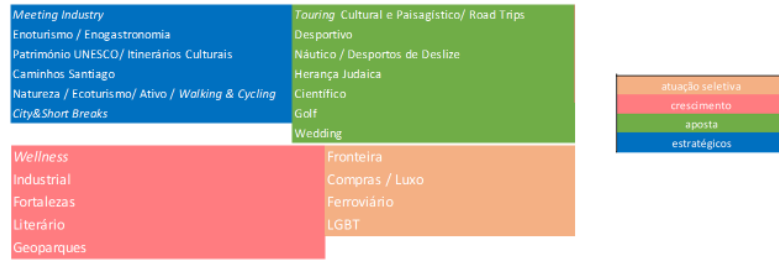 Meeting Industry
Enoturismo / Enogastronomia
Património UNESCO/ Itinerários Culturais
Caminhos Santiago
Natureza / Ecoturismo/ Ativo / Walking & Cycling
City&Short Breaks
Touring Cultural e Paisagístico/ Road Trips
Desportivo
Náutico / Desportos de Deslize
Herança Judaica
Científico
Golf
Wedding
Wellness
Industrial
Fortalezas
Literário
Geoparques
Fronteira
Compras / Luxo
Ferroviário
LGBT
atuação seletiva
crescimento
aposta
estratégicos